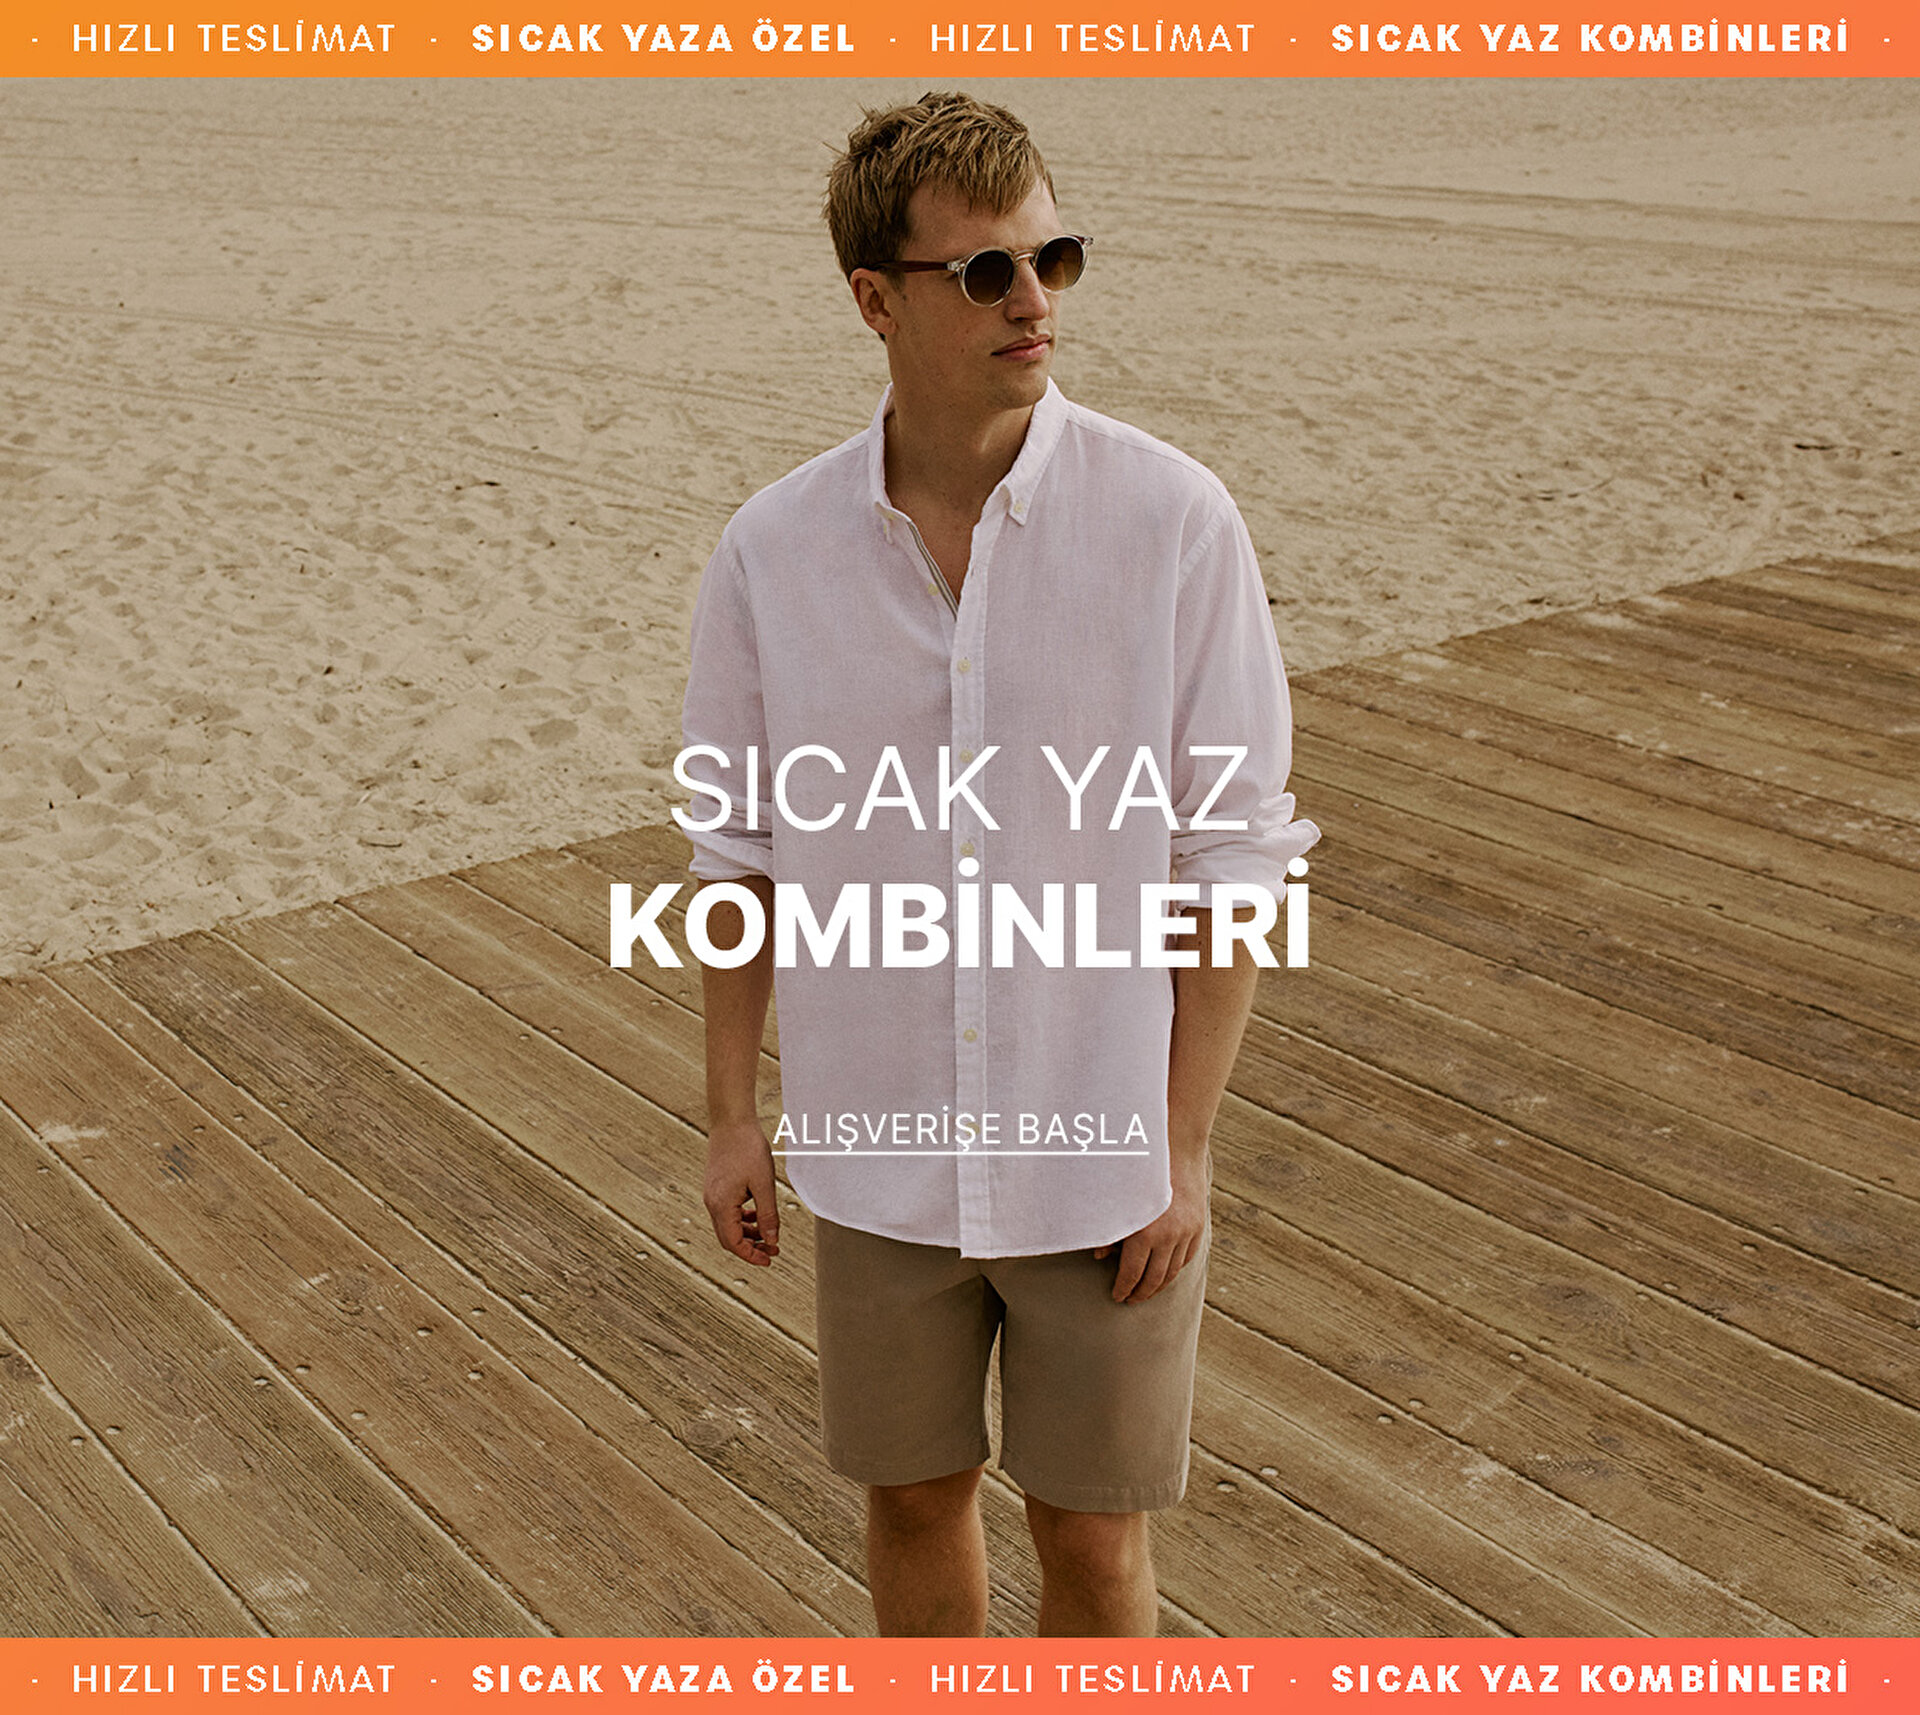 · HIZLI TESLİMAT · SICAK YAZA ÖZEL · HIZLI TESLİMAT · SICAK YAZ KOMBİNLERİ ·
SICAK YAZ
KOMBİNLERİ
ALIŞVERİŞE BAŞLA
· HIZLI TESLİMAT · SICAK YAZA ÖZEL · HIZLI TESLİMAT · SICAK YAZ KOMBİNLERİ ·